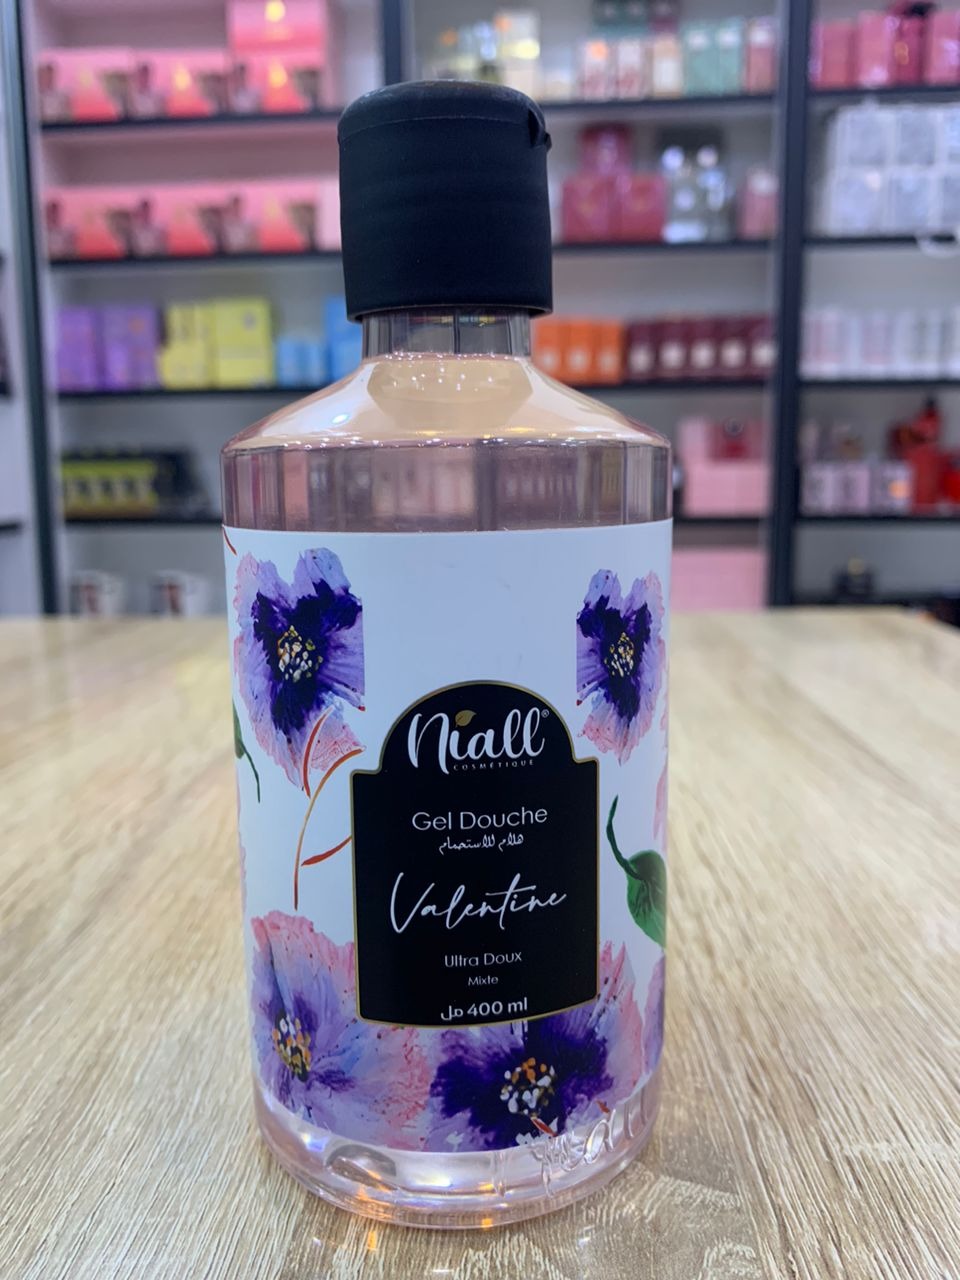 Niall®
COSMÉTIQUE
Gel Douche
هلام للاستحمام
Valentine
Ultra Doux
Mixte
400 ml مل